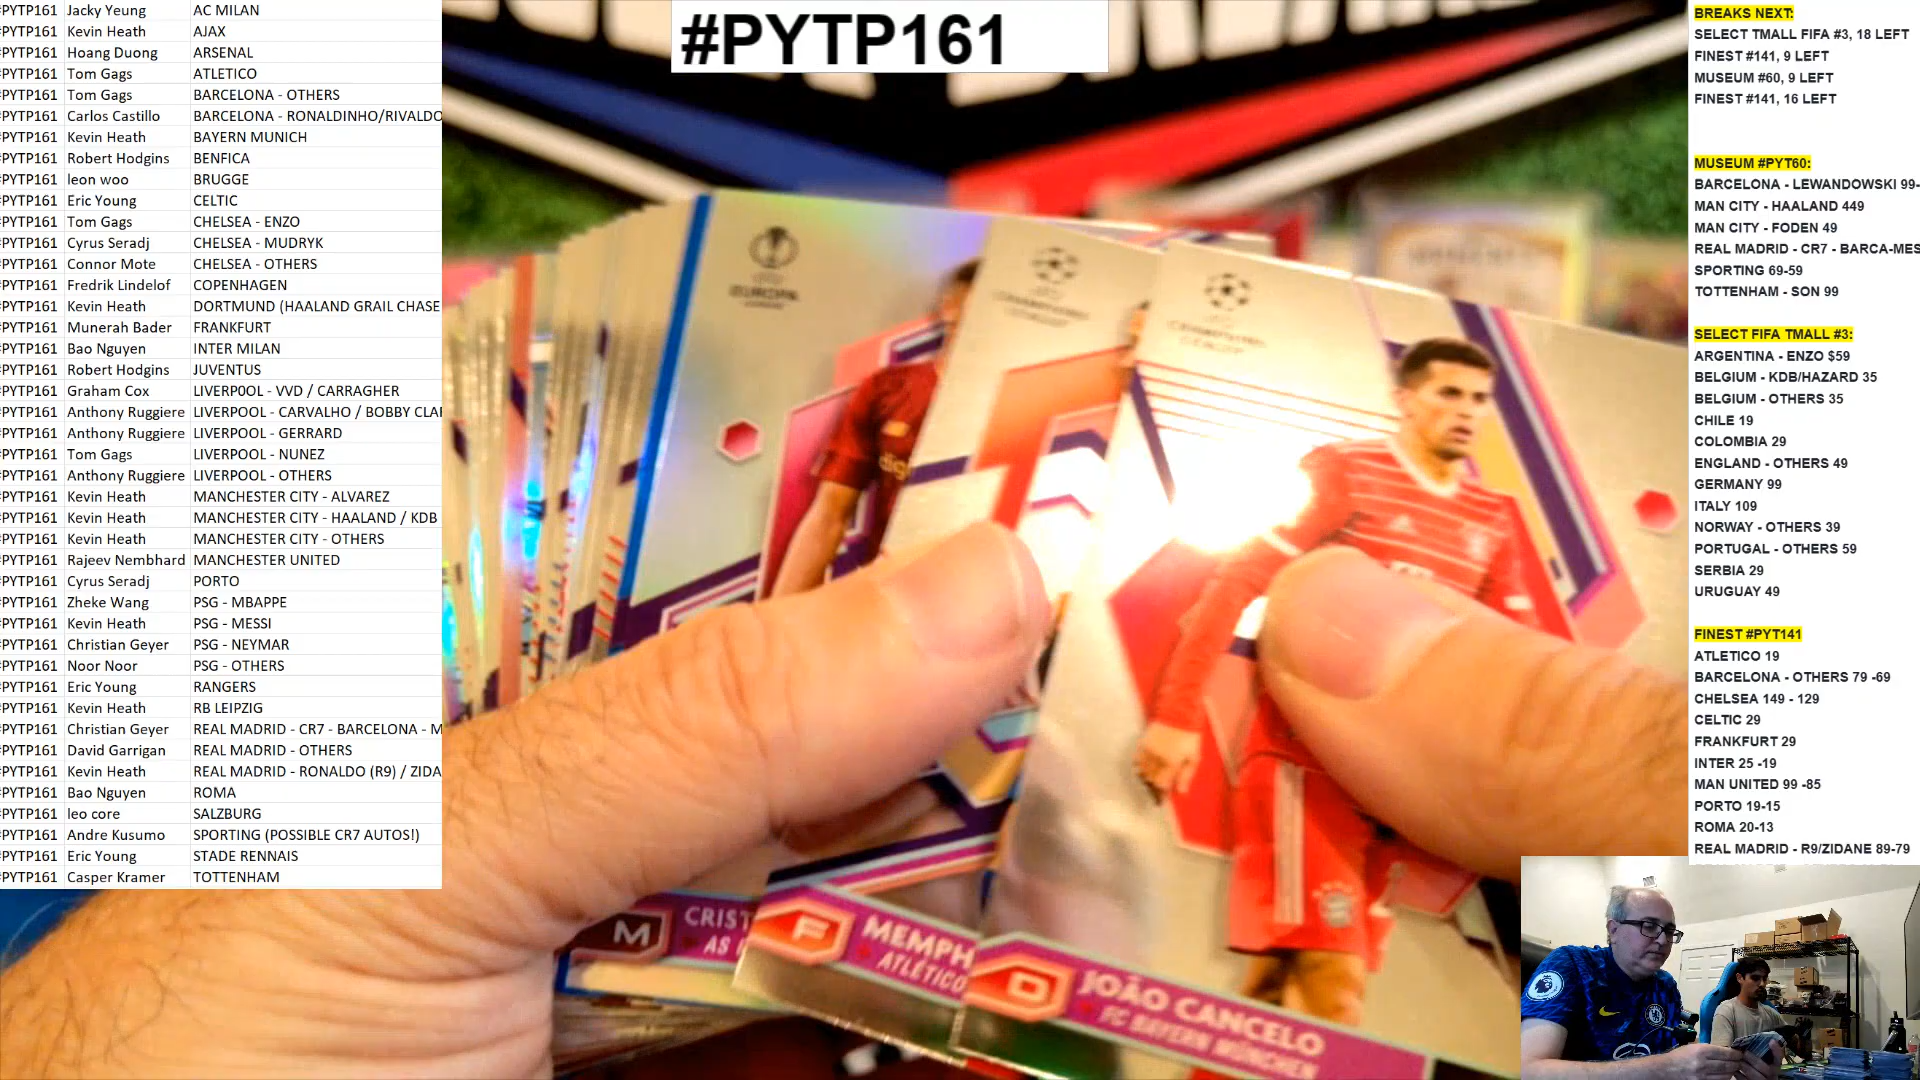 #PYTP161
#PYTP161 Jacky Yeung AC MILAN
#PYTP161 Kevin Heath AJAX
#PYTP161 Hoang Duong ARSENAL
#PYTP161 Tom Gags ATLETICO
#PYTP161 Tom Gags BARCELONA - OTHERS
#PYTP161 Carlos Castillo BARCELONA - RONALDINHO/RIVALDO
#PYTP161 Kevin Heath BAYERN MUNICH
#PYTP161 Robert Hodgins BENFICA
#PYTP161 leon woo BRUGGE
#PYTP161 Eric Young CELTIC
#PYTP161 Tom Gags CHELSEA - ENZO
#PYTP161 Cyrus Seradj CHELSEA - MUDRYK
#PYTP161 Connor Mote CHELSEA - OTHERS
#PYTP161 Fredrik Lindelof COPENHAGEN
#PYTP161 Kevin Heath DORTMUND (HAALAND GRAIL CHASE
#PYTP161 Munerah Bader FRANKFURT
#PYTP161 Bao Nguyen INTER MILAN
#PYTP161 Robert Hodgins JUVENTUS
#PYTP161 Graham Cox LIVERP0OL - VVD / CARRAGHER
#PYTP161 Anthony Ruggiere LIVERPOOL - CARVALHO / BOBBY CLA
#PYTP161 Anthony Ruggiere LIVERPOOL - GERRARD
#PYTP161 Tom Gags LIVERPOOL - NUNEZ
#PYTP161 Anthony Ruggiere LIVERPOOL - OTHERS
#PYTP161 Kevin Heath MANCHESTER CITY - ALVAREZ
#PYTP161 Kevin Heath MANCHESTER CITY - HAALAND / KDB
#PYTP161 Kevin Heath MANCHESTER CITY - OTHERS
#PYTP161 Rajeev Nembhard MANCHESTER UNITED
#PYTP161 Cyrus Seradj PORTO
#PYTP161 Zheke Wang PSG - MBAPPE
#PYTP161 Kevin Heath PSG - MESSI
#PYTP161 Christian Geyer PSG - NEYMAR
#PYTP161 Noor Noor PSG - OTHERS
#PYTP161 Eric Young RANGERS
#PYTP161 Kevin Heath RB LEIPZIG
#PYTP161 Christian Geyer REAL MADRID - CR7 - BARCELONA - M
#PYTP161 David Garrigan REAL MADRID - OTHERS
#PYTP161 Kevin Heath REAL MADRID - RONALDO (R9) / ZIDA
#PYTP161 Bao Nguyen ROMA
#PYTP161 leo core SALZBURG
#PYTP161 Andre Kusumo SPORTING (POSSIBLE CR7 AUTOS!)
#PYTP161 Eric Young STADE RENNAIS
#PYTP161 Casper Kramer TOTTENHAM
EUROPA
CHAMPIONS
LEAGUE
CHAMPIONS
LEAGUE
M CRIST
AS
F MEMPH
ATLÉTICO
D JOÃO CANCELO
FC BAYERN MÜNCHEN
BREAKS NEXT:
SELECT TMALL FIFA #3, 18 LEFT
FINEST #141, 9 LEFT
MUSEUM #60, 9 LEFT
FINEST #141, 16 LEFT
MUSEUM #PYT60:
BARCELONA - LEWANDOWSKI 99-
MAN CITY - HAALAND 449
MAN CITY - FODEN 49
REAL MADRID - CR7 - BARCA-MES
SPORTING 69-59
TOTTENHAM - SON 99
SELECT FIFA TMALL #3:
ARGENTINA - ENZO $59
BELGIUM - KDB/HAZARD 35
BELGIUM - OTHERS 35
CHILE 19
COLOMBIA 29
ENGLAND - OTHERS 49
GERMANY 99
ITALY 109
NORWAY - OTHERS 39
PORTUGAL - OTHERS 59
SERBIA 29
URUGUAY 49
FINEST #PYT141
ATLETICO 19
BARCELONA - OTHERS 79 -69
CHELSEA 149 - 129
CELTIC 29
FRANKFURT 29
INTER 25 -19
MAN UNITED 99 -85
PORTO 19-15
ROMA 20-13
REAL MADRID - R9/ZIDANE 89-79